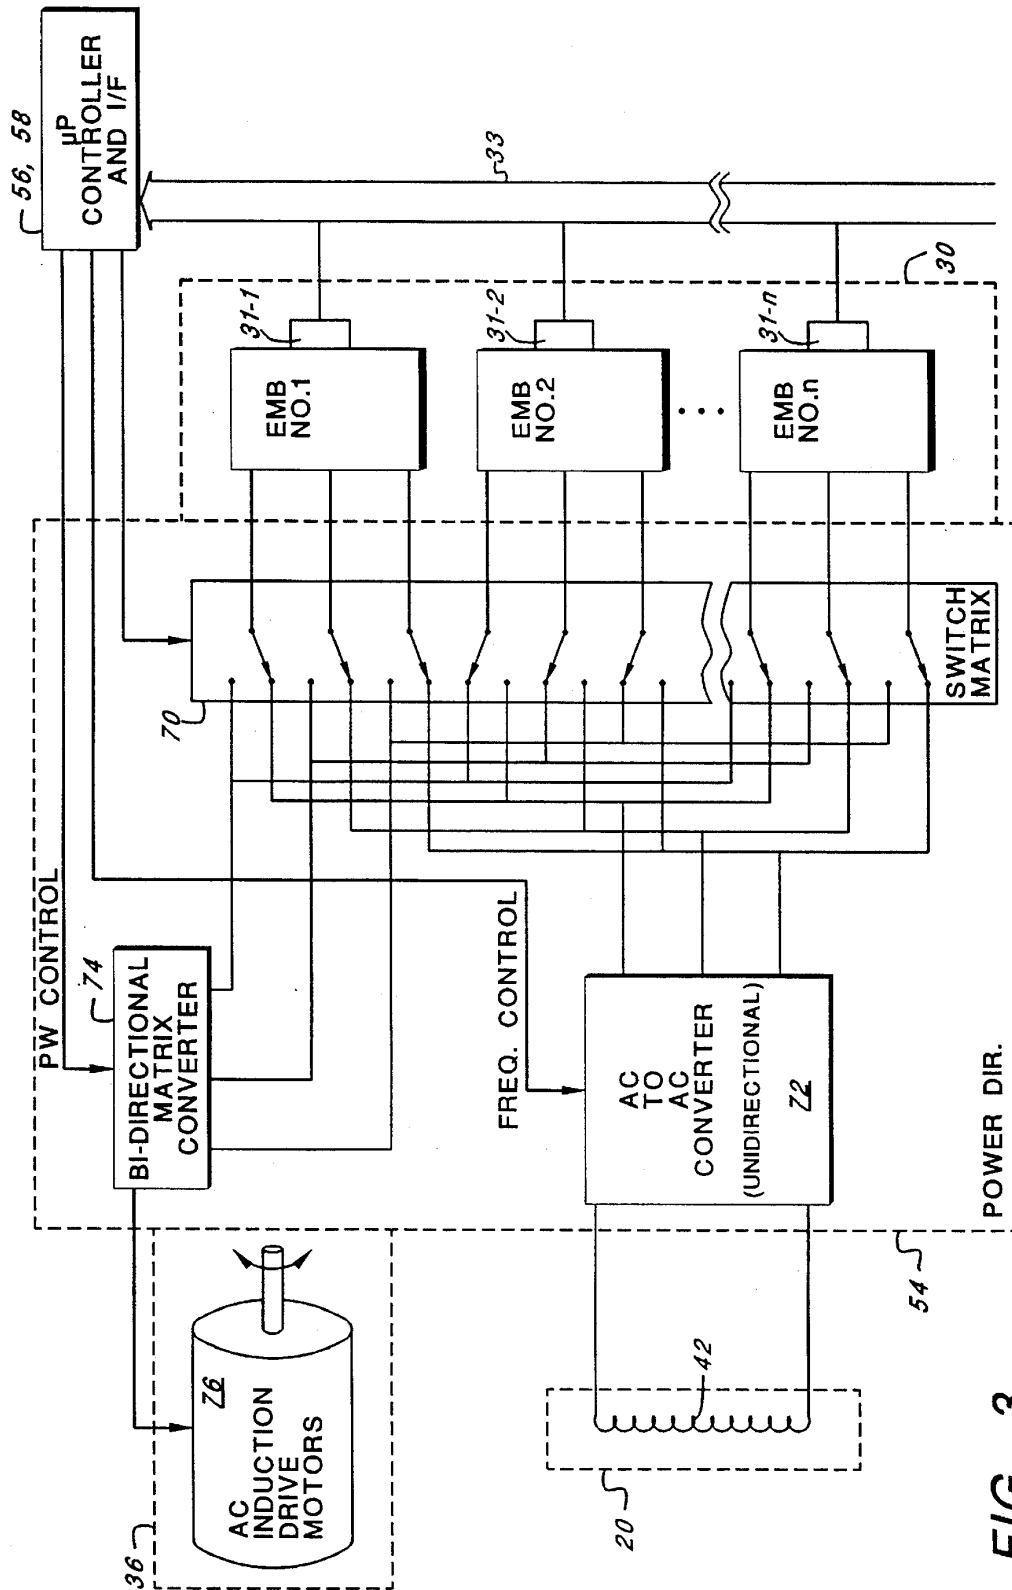 56, 58
µP
CONTROLLER
AND I/F
33
30
31-1
EMB
NO.1
31-2
EMB
NO.2
31-n
EMB
NO.n
70
SWITCH
MATRIX
PW CONTROL
74
BI-DIRECTIONAL
MATRIX
CONVERTER
FREQ. CONTROL
AC
TO
AC
CONVERTER
(UNIDIRECTIONAL)
72
POWER DIR.
54
36
76
AC
INDUCTION
DRIVE
MOTORS
42
20
FIG. 3